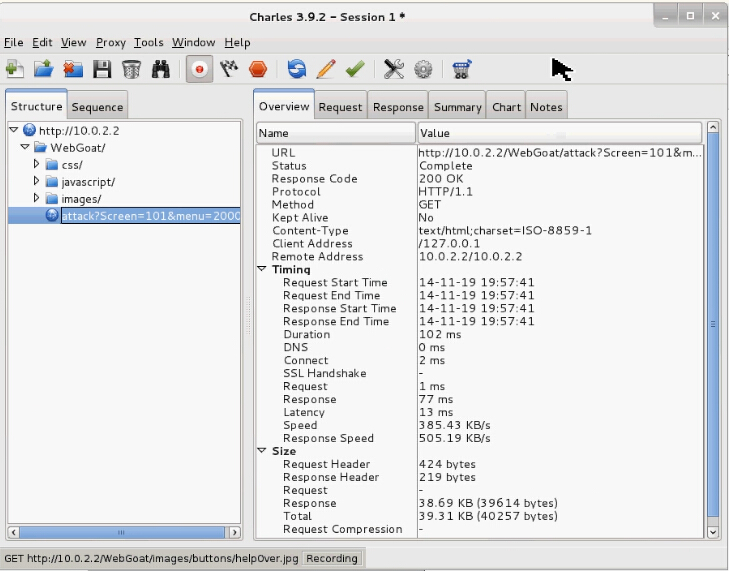 Charles 3.9.2 – Session 1 *
File Edit View Proxy Tools Window Help
Structure Sequence
http://10.0.2.2
WebGoat/
css/
javascript/
images/
attack?Screen=101&menu=2000
Overview Request Response Summary Chart Notes
Name Value
URL http://10.0.2.2/WebGoat/attack?Screen=101&m...
Status Complete
Response Code 200 OK
Protocol HTTP/1.1
Method GET
Kept Alive No
Content-Type text/html;charset=ISO-8859-1
Client Address /127.0.0.1
Remote Address 10.0.2.2/10.0.2.2
Timing
Request Start Time 14-11-19 19:57:41
Request End Time 14-11-19 19:57:41
Response Start Time 14-11-19 19:57:41
Response End Time 14-11-19 19:57:41
Duration 102 ms
DNS 0 ms
Connect 2 ms
SSL Handshake -
Request 1 ms
Response 77 ms
Latency 13 ms
Speed 385.43 KB/s
Response Speed 505.19 KB/s
Size
Request Header 424 bytes
Response Header 219 bytes
Request -
Response 38.69 KB (39614 bytes)
Total 39.31 KB (40257 bytes)
Request Compression -
GET http://10.0.2.2/WebGoat/images/buttons/helpOver.jpg Recording